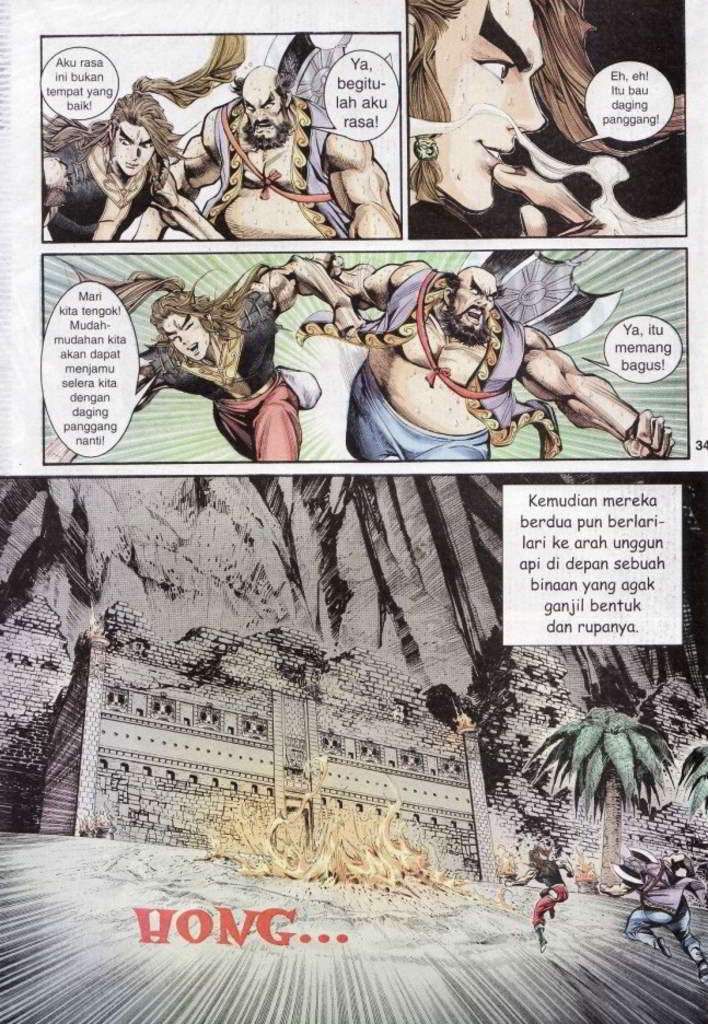 Aku rasa
ini bukan
tempat yang
baik!
Ya,
begitu-
lah aku
rasa!
Eh, eh!
Itu bau
daging
panggang!
Mari
kita tengok!
Mudah-
mudahan kita
akan dapat
menjamu
selera kita
dengan
daging
panggang
nanti!
Ya, itu
memang
bagus!
34
Kemudian mereka
berdua pun berlari-
lari ke arah unggun
api di depan sebuah
binaan yang agak
ganjil bentuk
dan rupanya.
HONG...